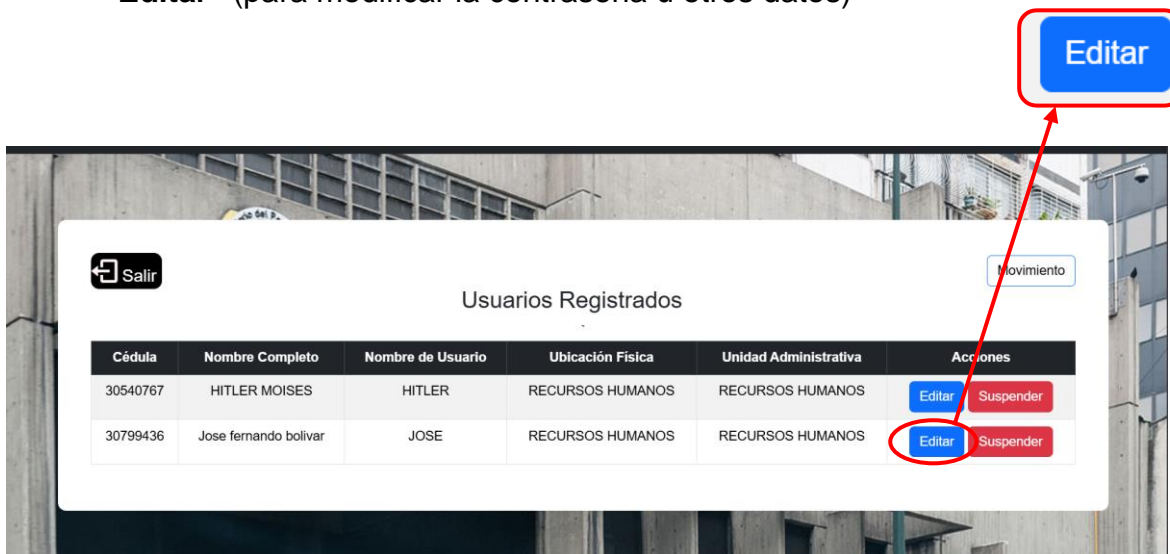 (para modificar la contraseña u otros datos)
Editar
Salir
Movimiento
Usuarios Registrados
Cédula Nombre Completo Nombre de Usuario Ubicación Física Unidad Administrativa Acciones
30540767 HITLER MOISES HITLER RECURSOS HUMANOS RECURSOS HUMANOS Editar Suspender
30799436 Jose fernando bolivar JOSE RECURSOS HUMANOS RECURSOS HUMANOS Editar Suspender